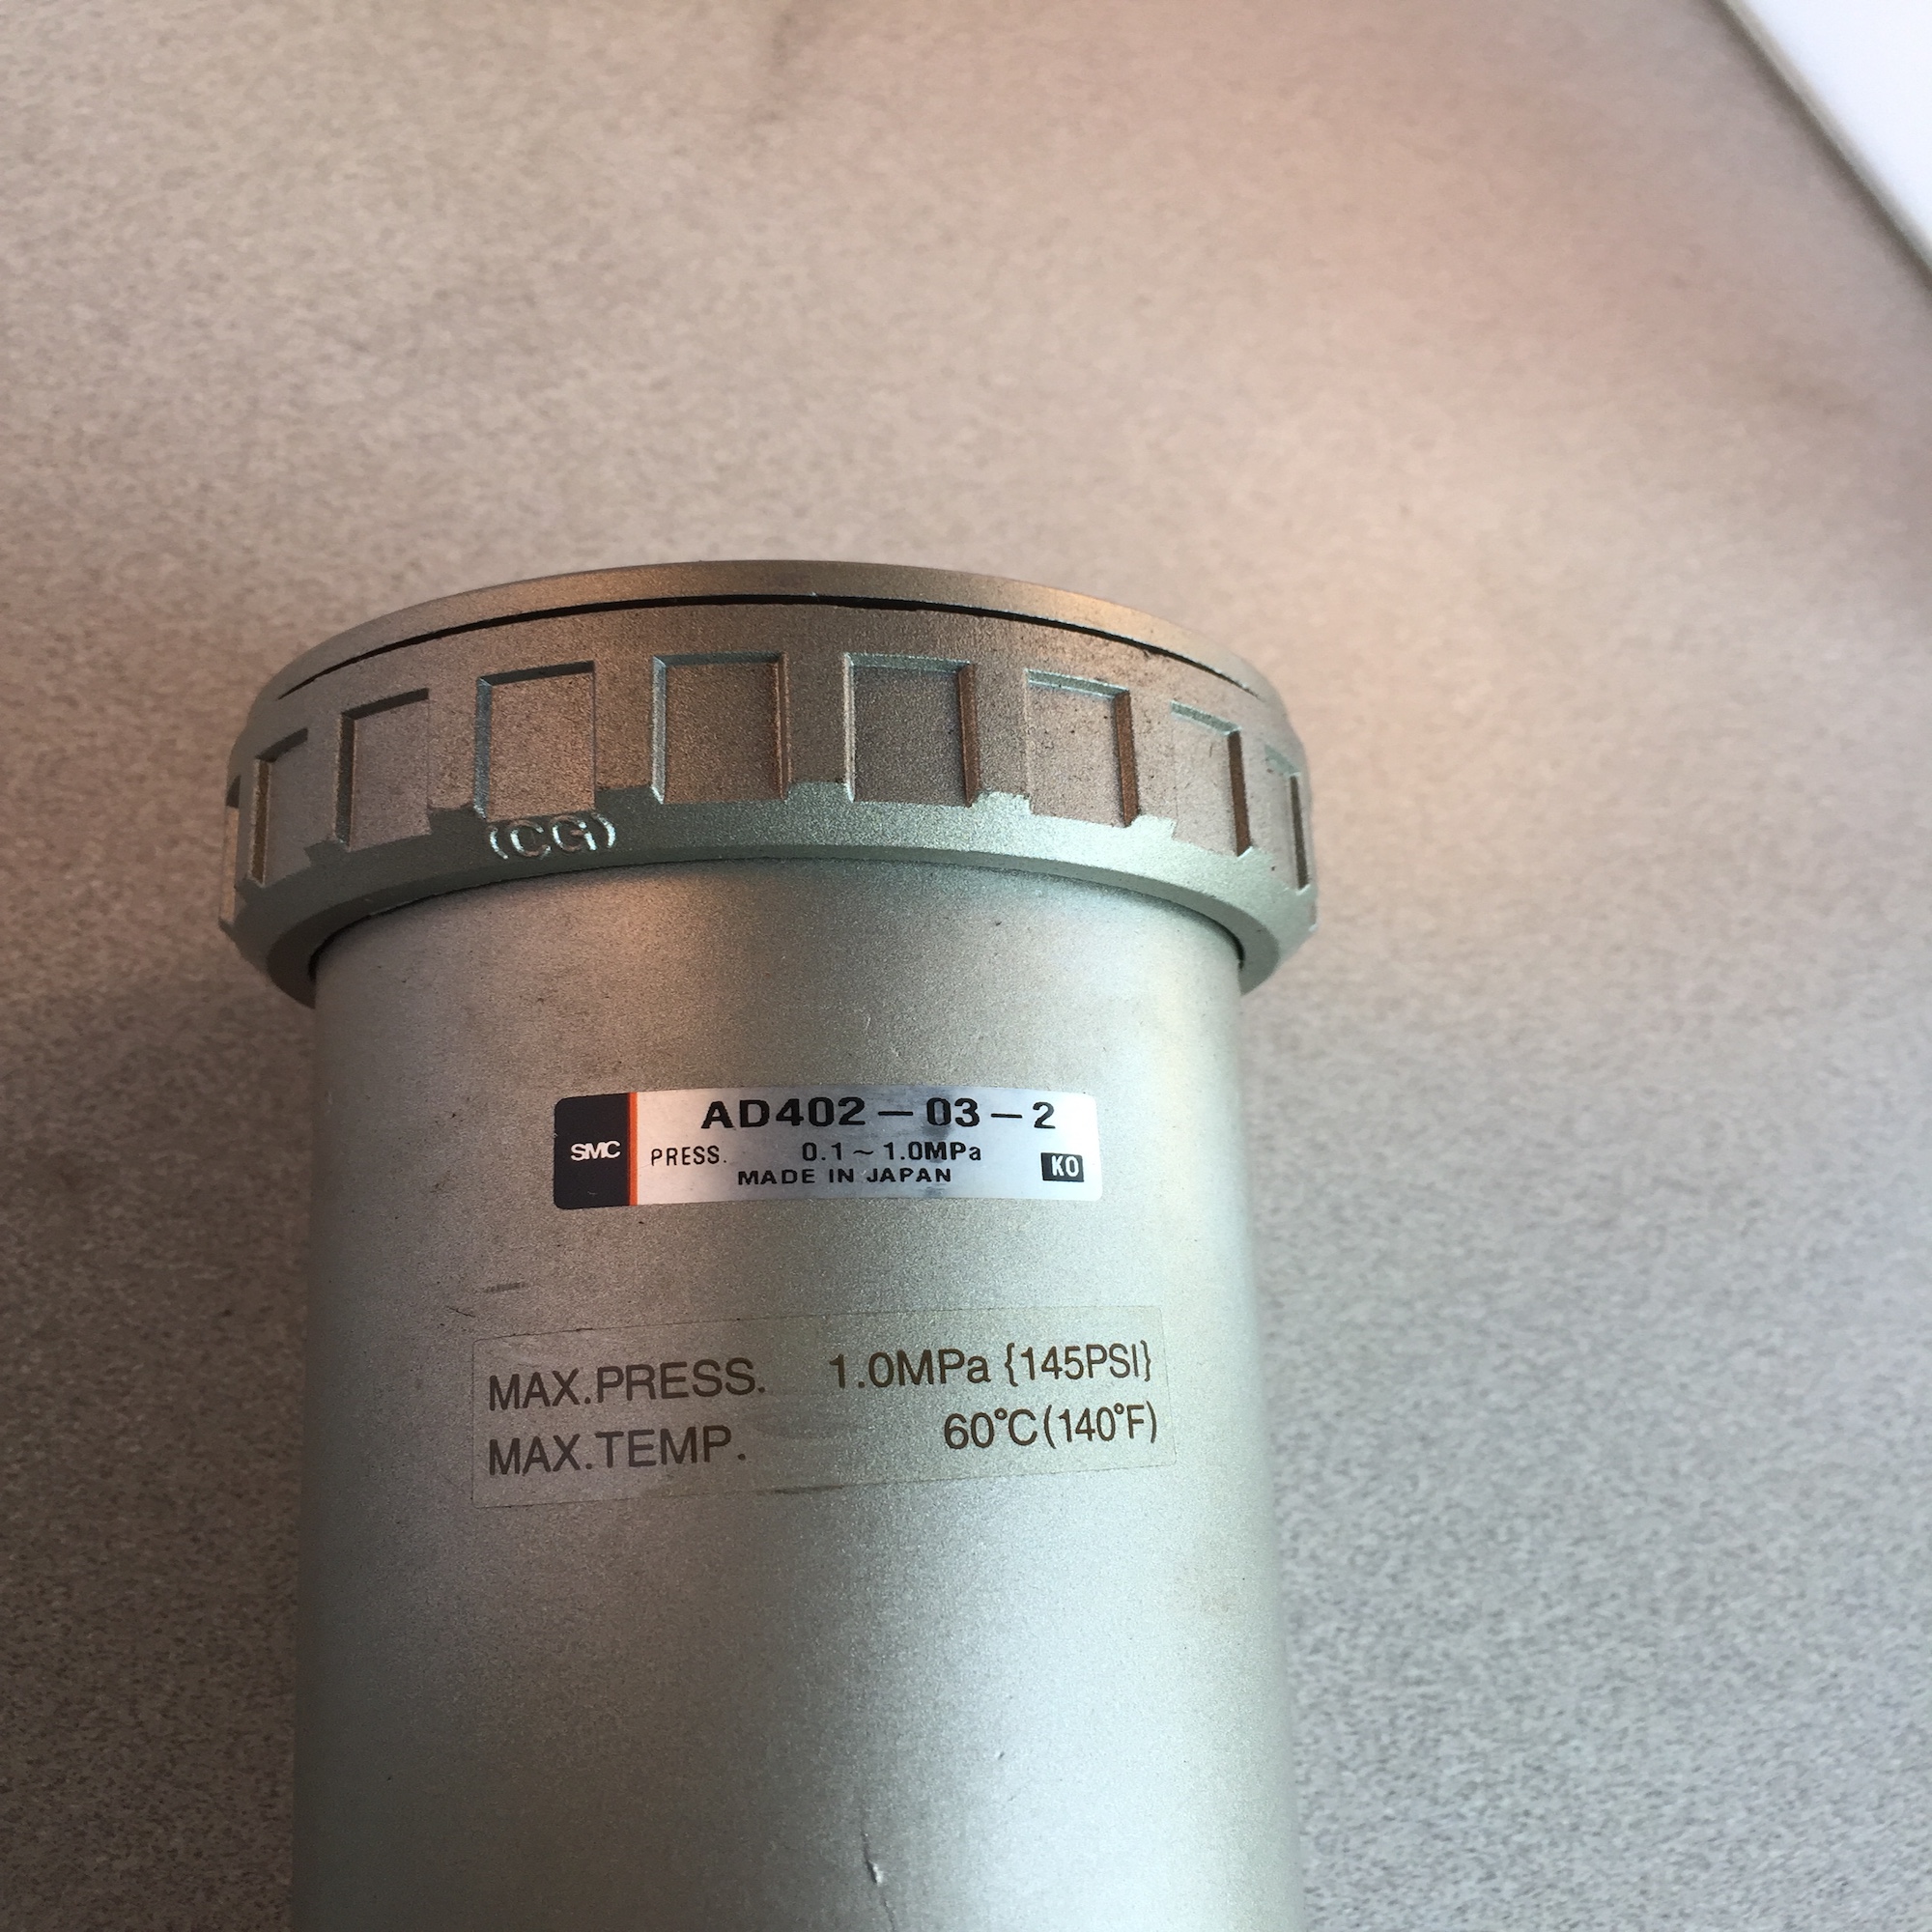 (CG)
SMC
AD402-03-2
PRESS. 0.1~1.0MPa
MADE IN JAPAN
KO
MAX.PRESS. 1.0MPa {145PSI}
MAX.TEMP. 60°C(140°F)